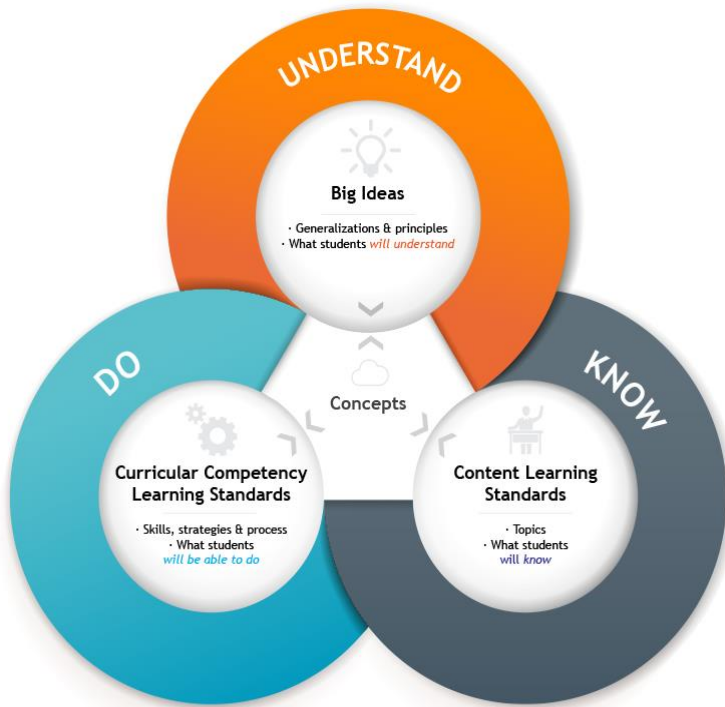 UNDERSTAND
Big Ideas
· Generalizations & principles
· What students will understand
DO
KNOW
Concepts
Curricular Competency
Learning Standards
· Skills, strategies & process
· What students
will be able to do
Content Learning
Standards
· Topics
· What students
will know